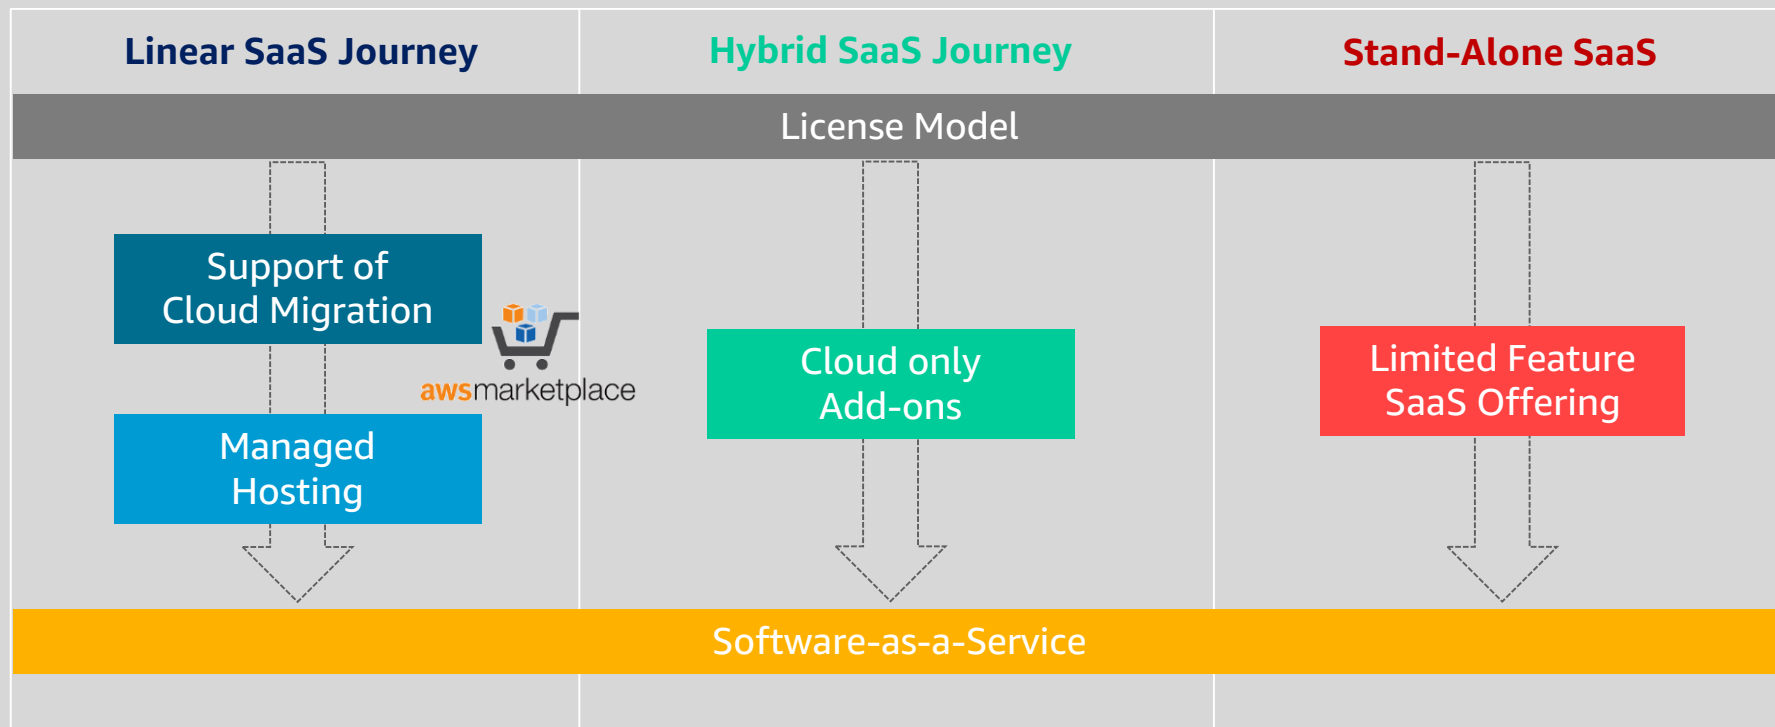 Linear SaaS Journey
Hybrid SaaS Journey
Stand-Alone SaaS
License Model
Support of
Cloud Migration
awsmarketplace
Managed
Hosting
Cloud only
Add-ons
Limited Feature
SaaS Offering
Software-as-a-Service